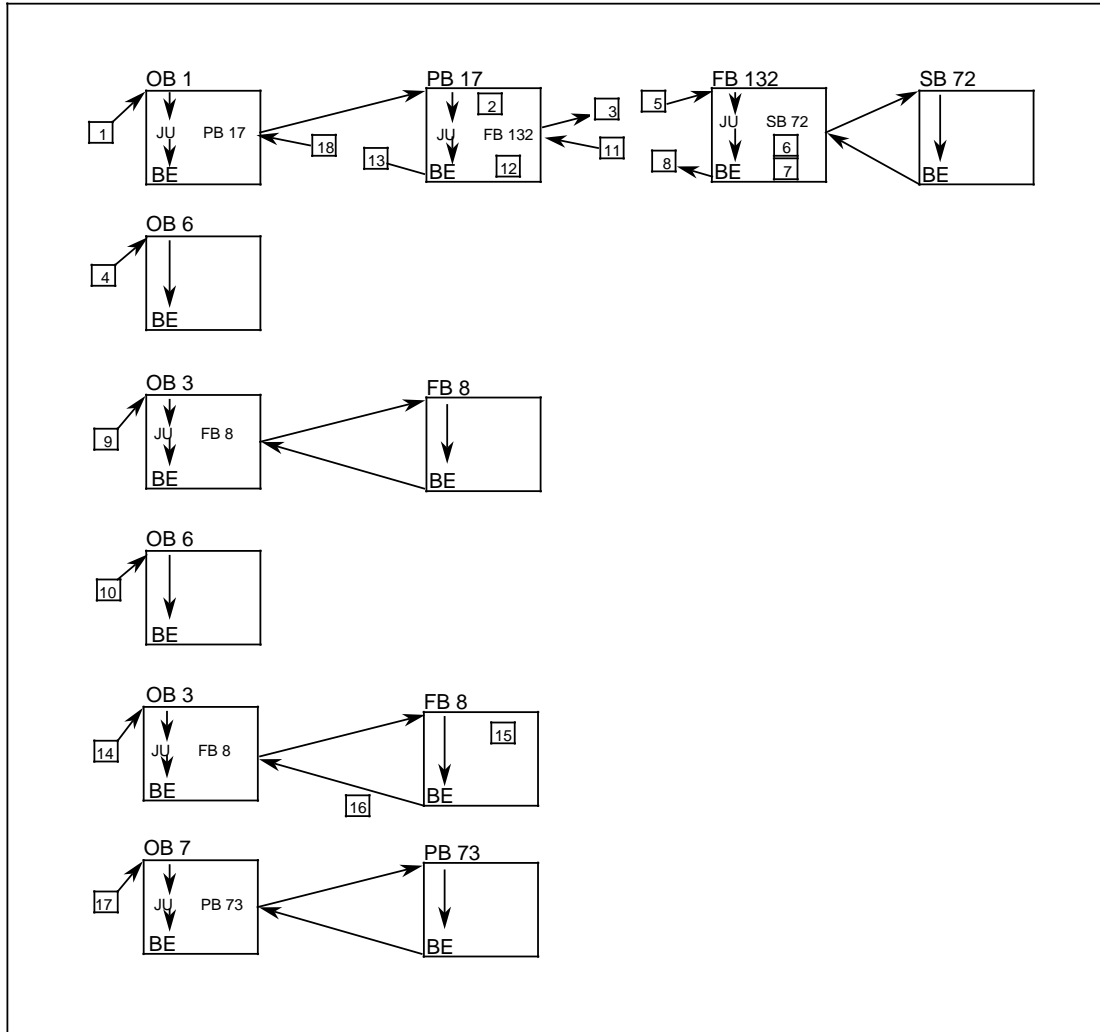 OB 1 PB 17 FB 132 SB 72
1 JU PB 17 18 13 2 JU FB 132 12 3 11 5 8 JU SB 72 6 7
BE BE BE BE
OB 6
4
BE
OB 3 FB 8
9 JU FB 8
BE BE
OB 6
10
BE
OB 3 FB 8
14 JU FB 8 15
BE 16 BE
OB 7 PB 73
17 JU PB 73
BE BE